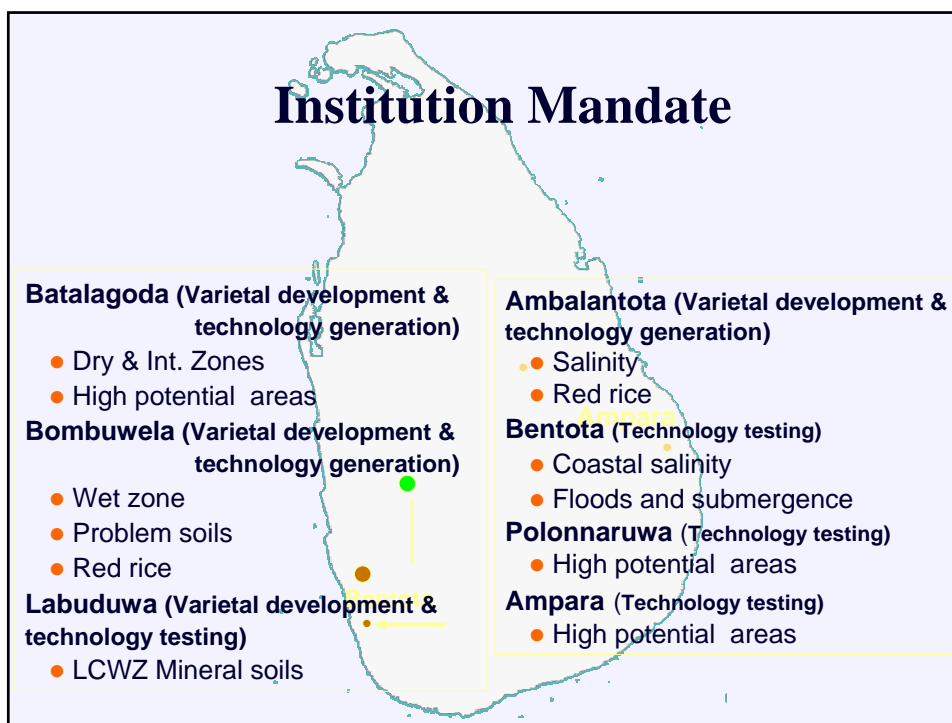 Institution Mandate
Batalagoda (Varietal development &
technology generation)
● Dry & Int. Zones
● High potential areas
Bombuwela (Varietal development &
technology generation)
● Wet zone
● Problem soils
● Red rice
Labuduwa (Varietal development &
technology testing)
● LCWZ Mineral soils
Ambalantota (Varietal development &
technology generation)
● Salinity
● Red rice
Ampara
Bentota (Technology testing)
● Coastal salinity
● Floods and submergence
Polonnaruwa (Technology testing)
● High potential areas
Ampara (Technology testing)
● High potential areas
Bentota